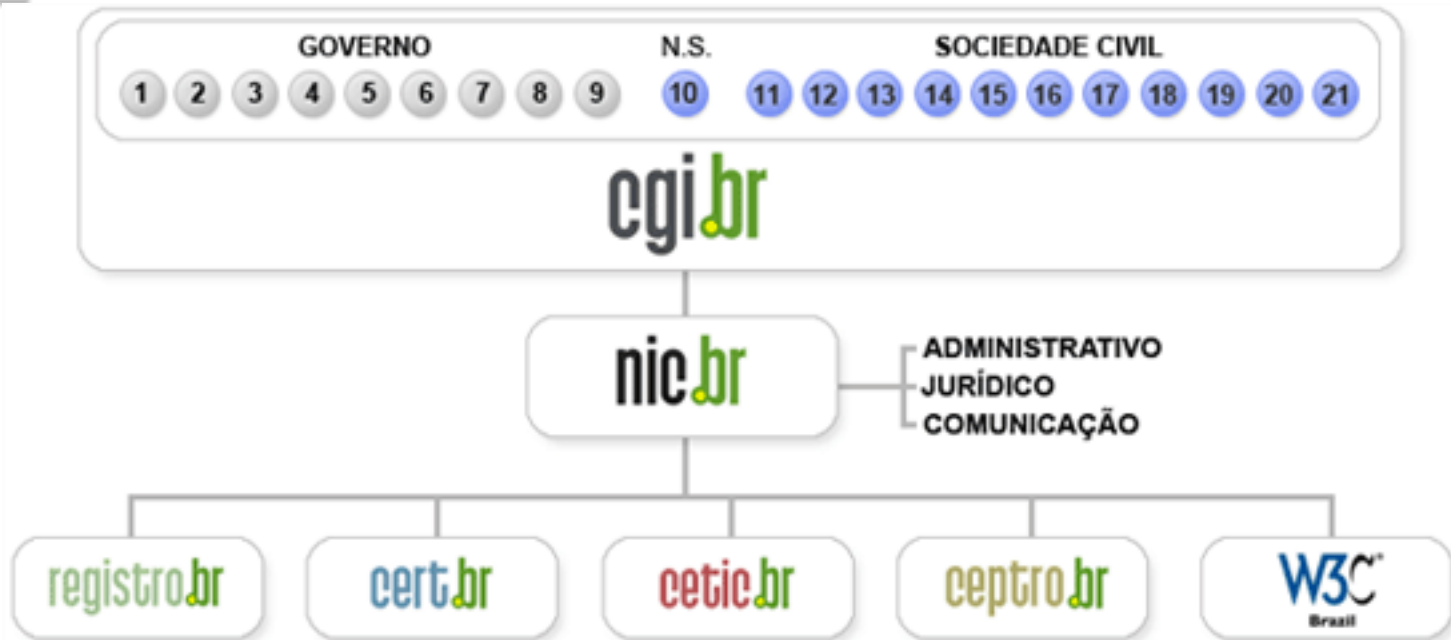 GOVERNO N.S. SOCIEDADE CIVIL
1 2 3 4 5 6 7 8 9 10 11 12 13 14 15 16 17 18 19 20 21
cgi.br
nic.br
ADMINISTRATIVO
JURÍDICO
COMUNICAÇÃO
registro.br cert.br cetic.br ceptro.br W3C
Brazil